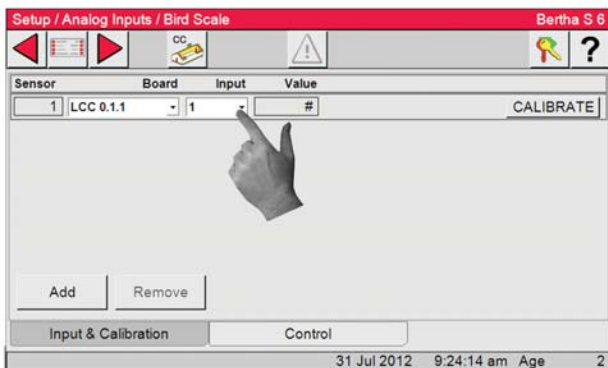 Setup / Analog Inputs / Bird Scale Bertha S 6
CC ?
Sensor Board Input Value
1 LCC 0.1.1 1 # CALIBRATE
Add Remove
Input & Calibration Control
31 Jul 2012 9:24:14 am Age 2